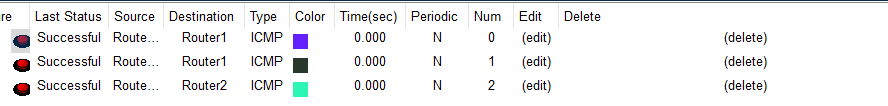 re Last Status Source Destination Type Color Time(sec) Periodic Num Edit Delete
Successful Route... Router1 ICMP 0.000 N 0 (edit) (delete)
Successful Route... Router1 ICMP 0.000 N 1 (edit) (delete)
Successful Route... Router2 ICMP 0.000 N 2 (edit) (delete)